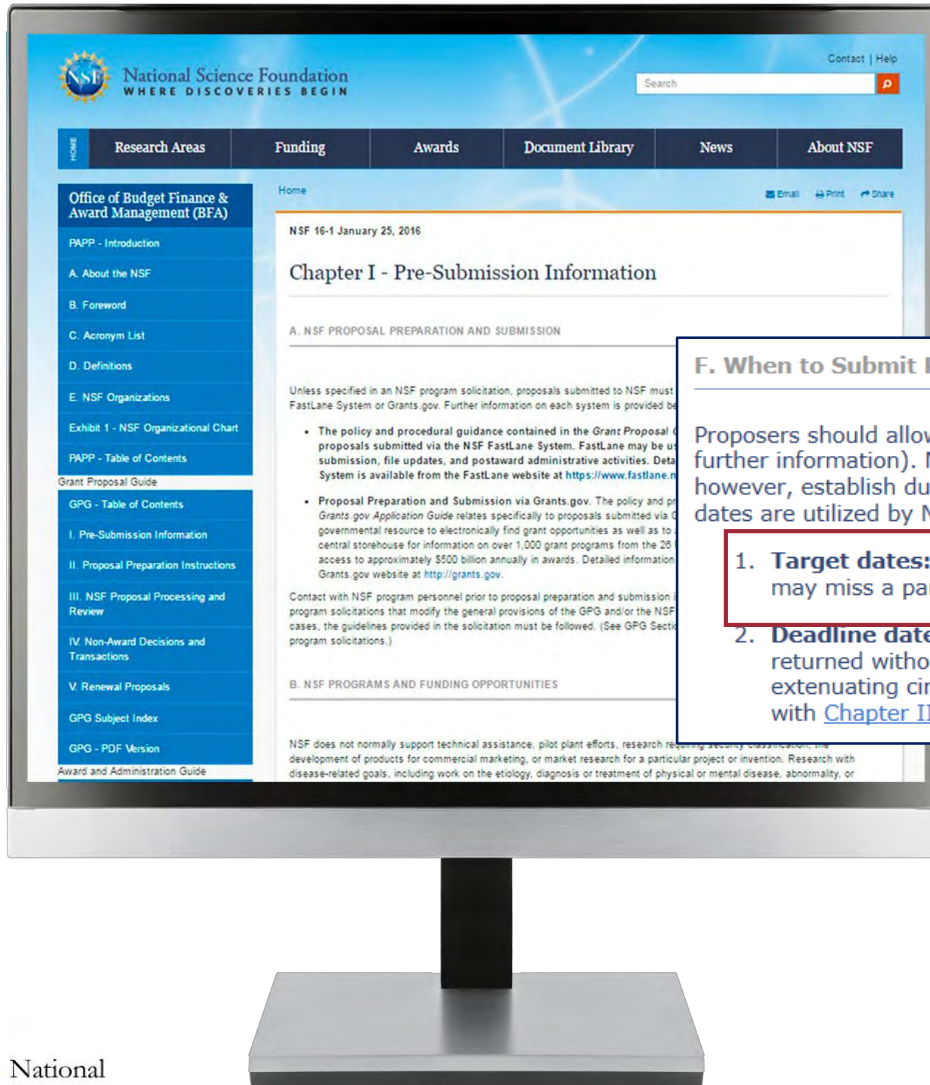 Contact | Help
NSF
National Science Foundation
WHERE DISCOVERIES BEGIN
Search
HOME
Research Areas
Funding
Awards
Document Library
News
About NSF
Office of Budget Finance &
Award Management (BFA)
PAPP - Introduction
A. About the NSF
B. Foreword
C. Acronym List
D. Definitions
E. NSF Organizations
Exhibit 1 - NSF Organizational Chart
PAPP - Table of Contents
Grant Proposal Guide
GPG - Table of Contents
I. Pre-Submission Information
II. Proposal Preparation Instructions
III. NSF Proposal Processing and
Review
IV. Non-Award Decisions and
Transactions
V. Renewal Proposals
GPG Subject Index
GPG - PDF Version
Award and Administration Guide
Home
Email
Print
Share
NSF 16-1 January 25, 2016
Chapter I - Pre-Submission Information
A. NSF PROPOSAL PREPARATION AND SUBMISSION
Unless specified in an NSF program solicitation, proposals submitted to NSF must
FastLane System or Grants.gov. Further information on each system is provided be
• The policy and procedural guidance contained in the Grant Proposal G
proposals submitted via the NSF FastLane System. FastLane may be us
submission, file updates, and postaward administrative activities. Deta
System is available from the FastLane website at https://www.fastlane.n
• Proposal Preparation and Submission via Grants.gov. The policy and pr
Grants.gov Application Guide relates specifically to proposals submitted via G
governmental resource to electronically find grant opportunities as well as to
central storehouse for information on over 1,000 grant programs from the 26
access to approximately $500 billion annually in awards. Detailed information
Grants.gov website at http://grants.gov.
Contact with NSF program personnel prior to proposal preparation and submission i
program solicitations that modify the general provisions of the GPG and/or the NSF
cases, the guidelines provided in the solicitation must be followed. (See GPG Sectio
program solicitations.)
B. NSF PROGRAMS AND FUNDING OPPORTUNITIES
NSF does not normally support technical assistance, pilot plant efforts, research requiring security classification, the
development of products for commercial marketing, or market research for a particular project or invention. Research with
disease-related goals, including work on the etiology, diagnosis or treatment of physical or mental disease, abnormality, or
F. When to Submit
Proposers should allow
further information). N
however, establish du
dates are utilized by N
1. Target dates:
may miss a par
2. Deadline date
returned witho
extenuating cir
with Chapter II
National